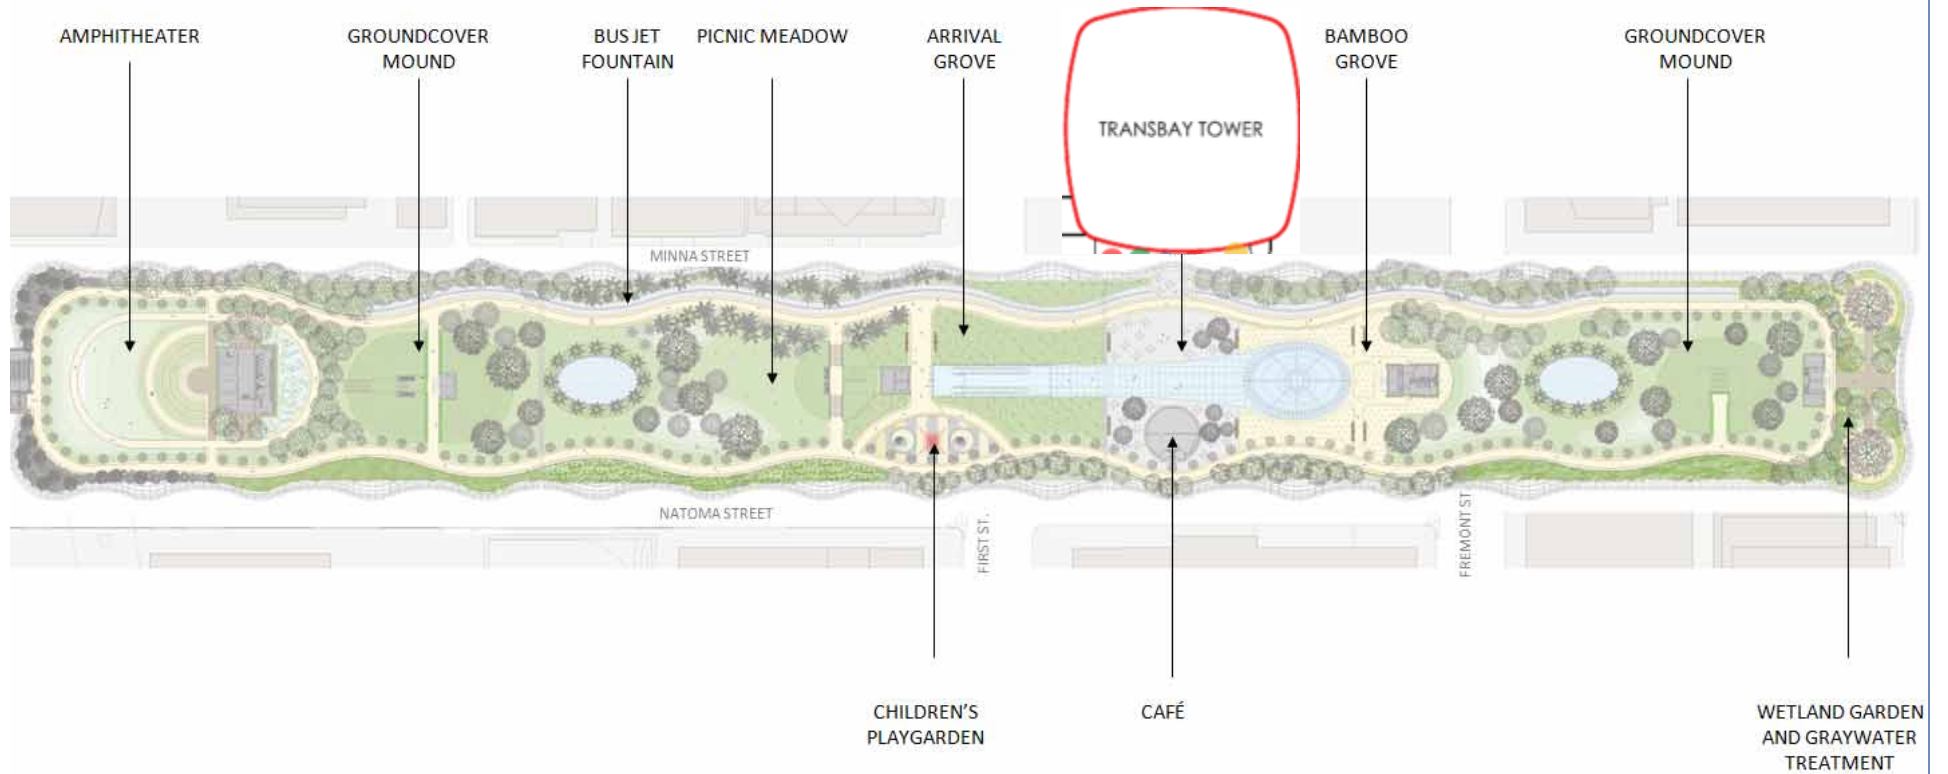 AMPHITHEATER
GROUNDCOVER
MOUND
BUS JET
FOUNTAIN
PICNIC MEADOW
ARRIVAL
GROVE
TRANSBAY TOWER
BAMBOO
GROVE
GROUNDCOVER
MOUND
MINNA STREET
NATOMA STREET
FIRST ST.
FREMONT ST
CHILDREN’S
PLAYGARDEN
CAFÉ
WETLAND GARDEN
AND GRAYWATER
TREATMENT